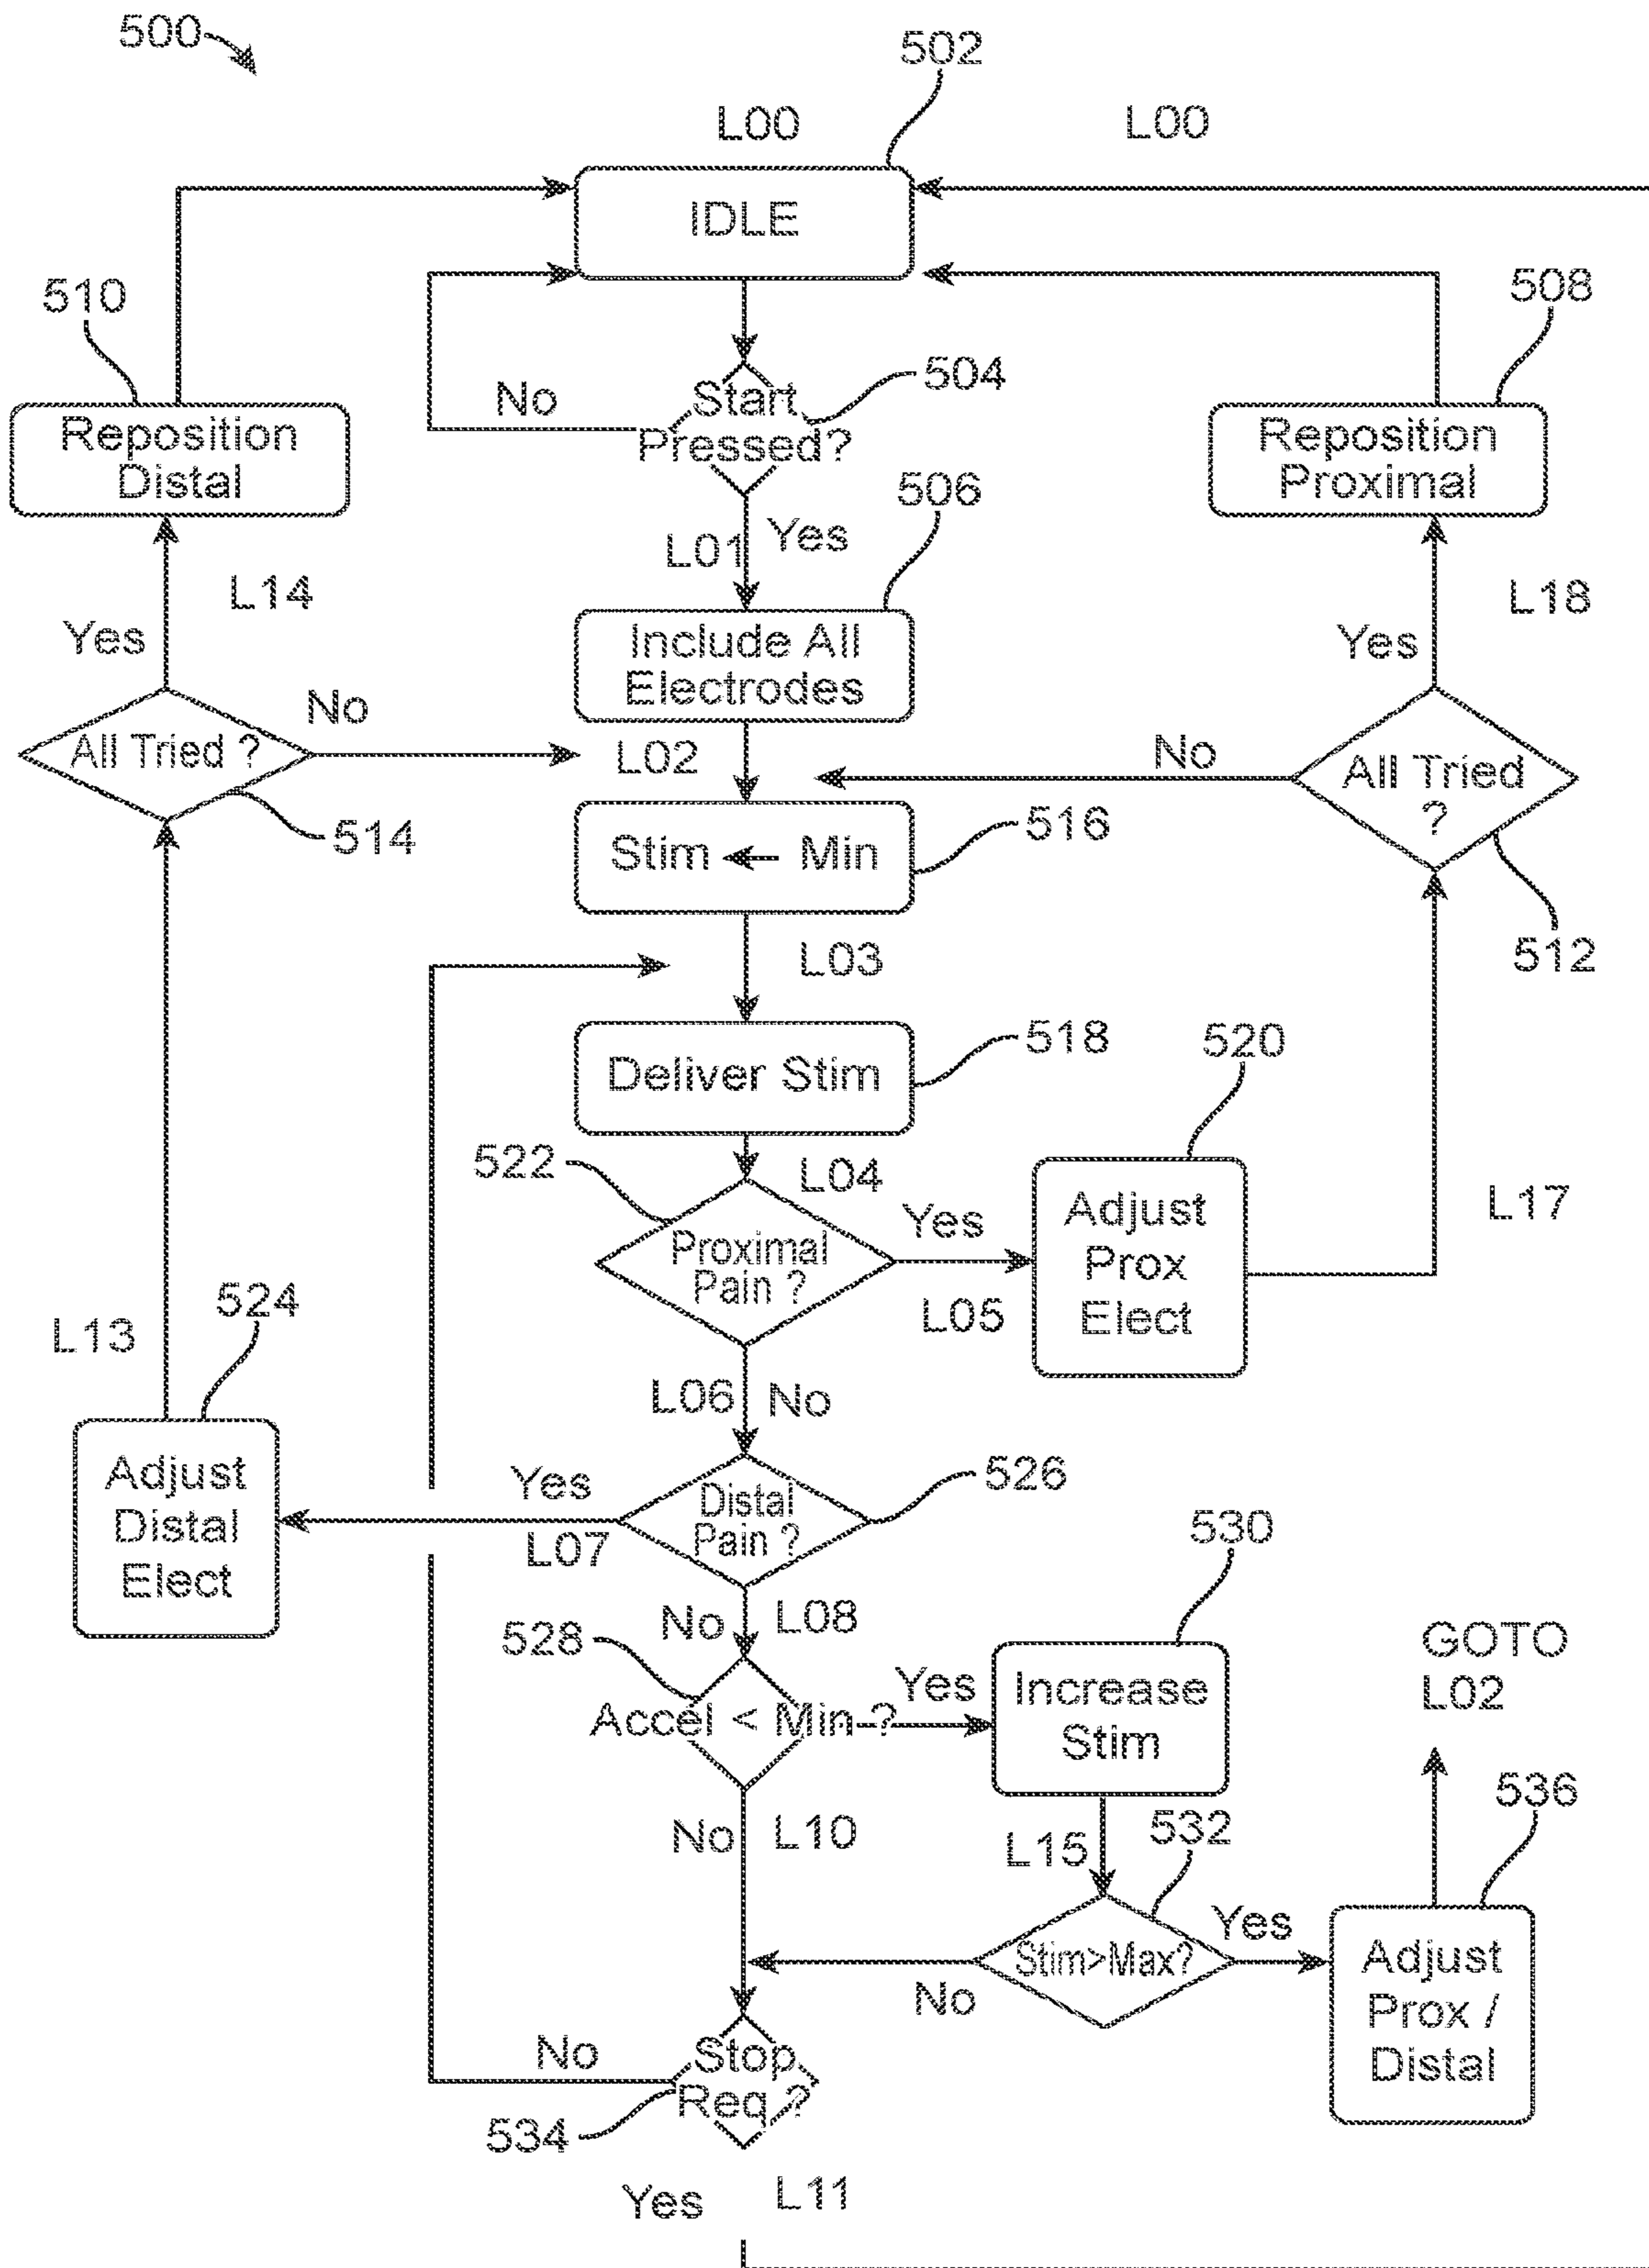 500
502
L00
L00
IDLE
510
508
504
Start
Pressed?
No
Reposition
Distal
Reposition
Proximal
506
L01
Yes
L14
Yes
L18
Yes
Include All
Electrodes
No
All Tried ?
L02
No
All Tried
?
514
516
Stim ← Min
512
L03
518
520
Deliver Stim
522
L04
Yes
Proximal
Pain ?
L05
Adjust
Prox
Elect
L17
524
L13
L06
No
Adjust
Distal
Elect
Yes
L07
Distal
Pain ?
526
530
No
L08
528
Yes
Accel < Min ?
Increase
Stim
GOTO
L02
No
L10
L15
532
536
Stim>Max?
Yes
No
Adjust
Prox /
Distal
No
Stop
Req ?
534
Yes
L11